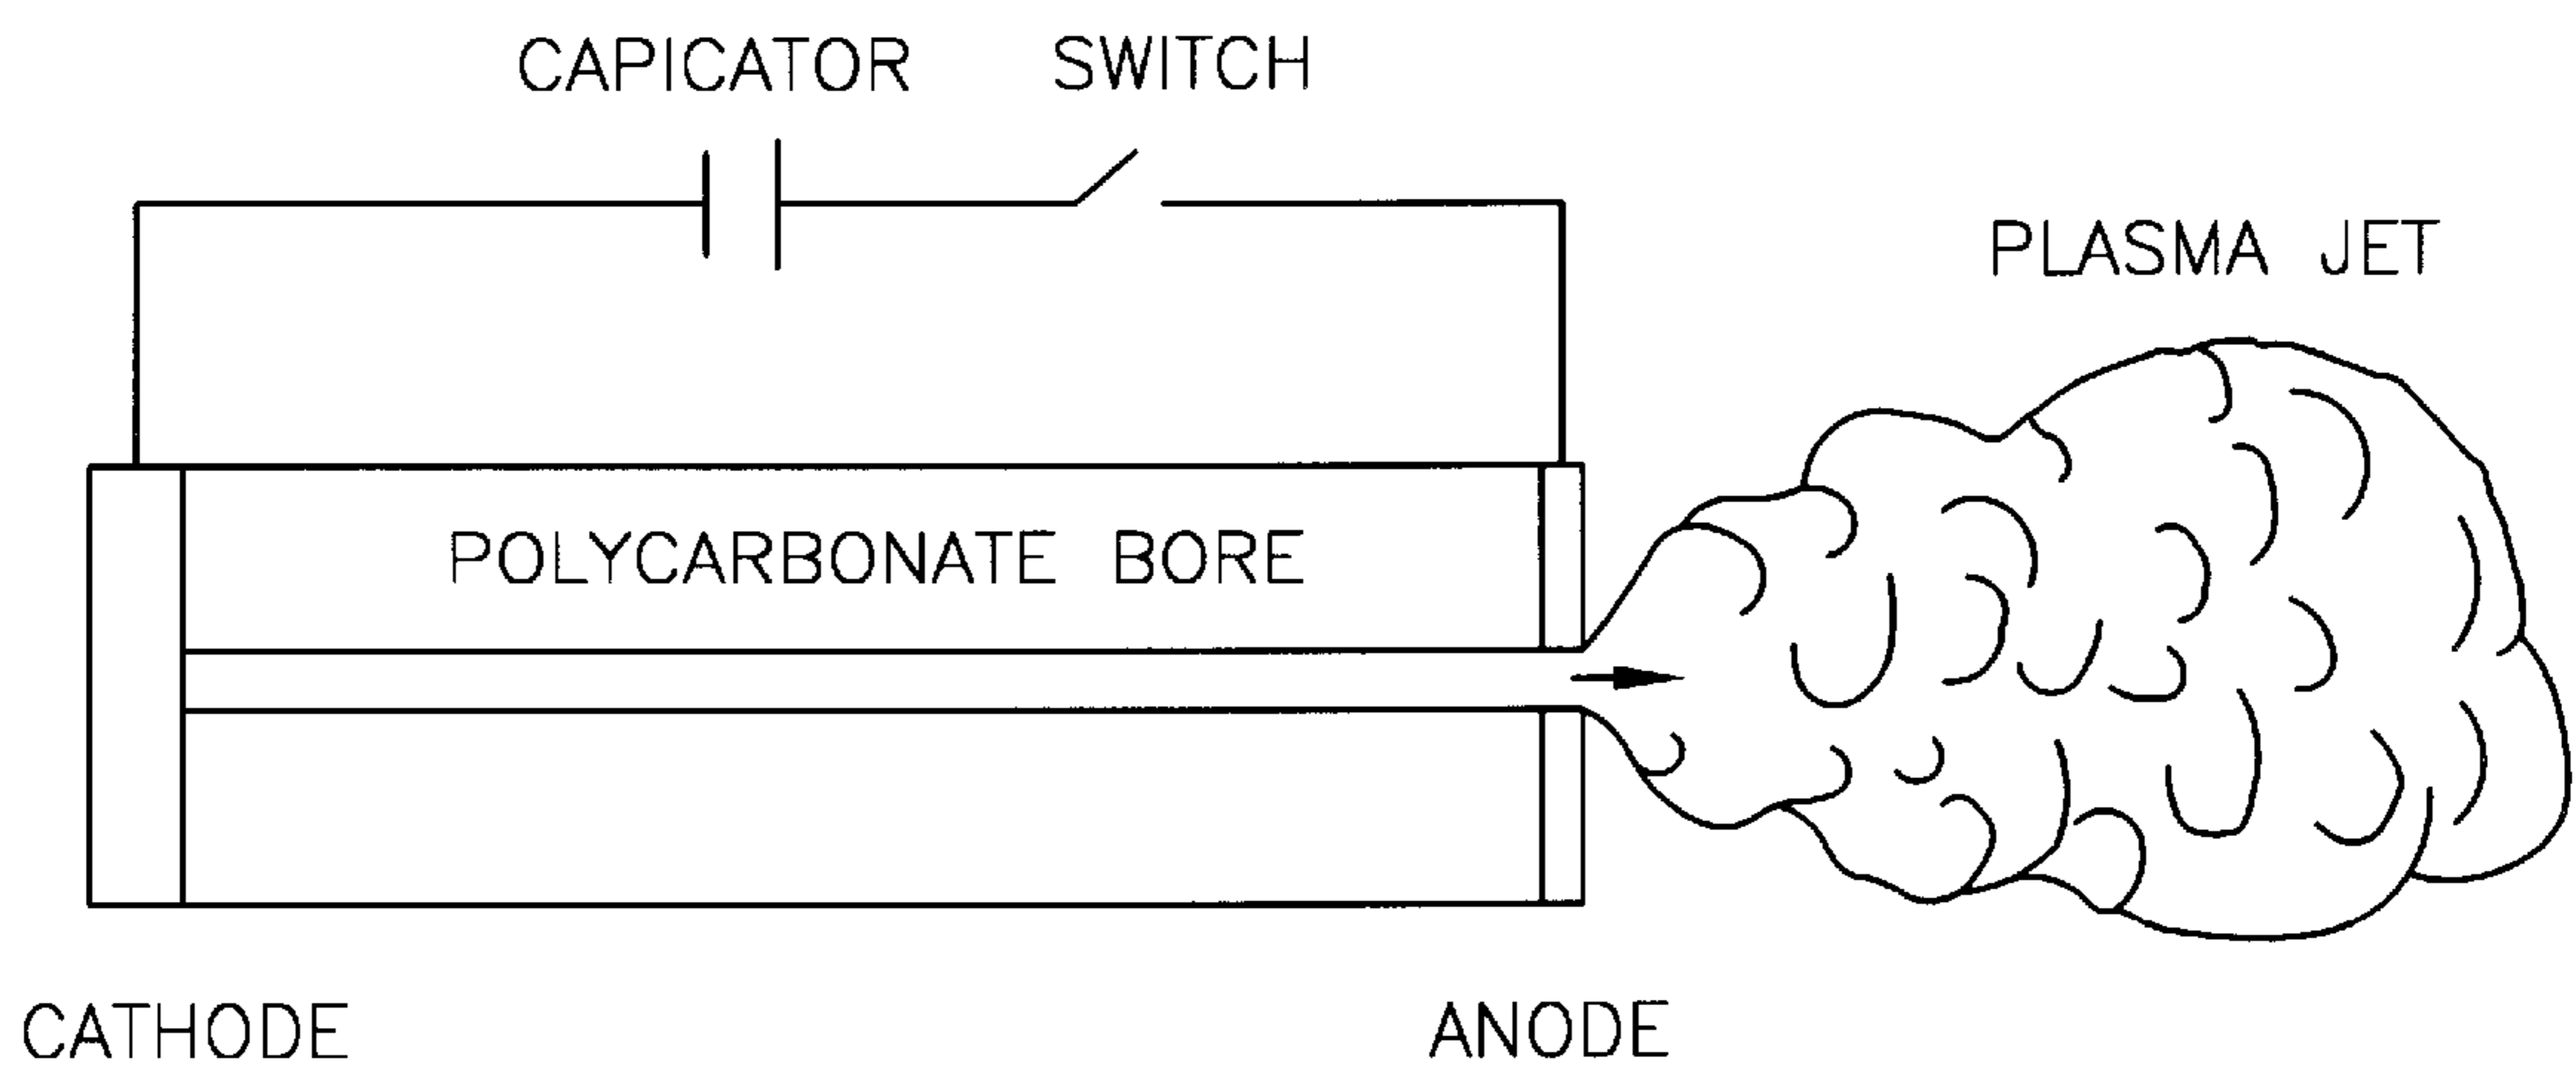 CAPICATOR SWITCH
PLASMA JET
POLYCARBONATE BORE
CATHODE ANODE